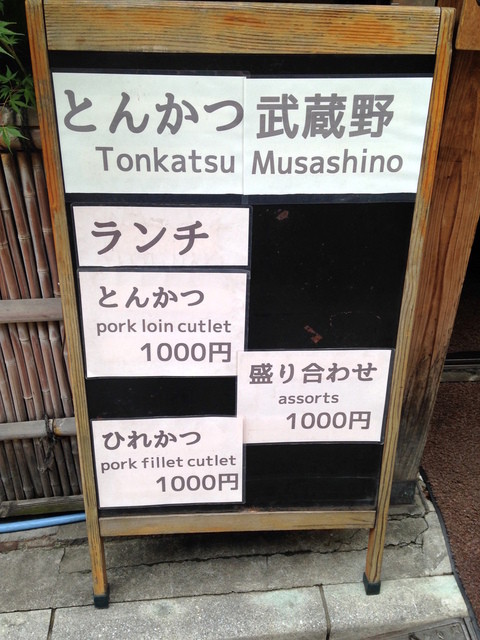 とんかつ 武蔵野
Tonkatsu Musashino
ランチ
とんかつ
pork loin cutlet
1000円
盛り合わせ
assorts
1000円
ひれかつ
pork fillet cutlet
1000円